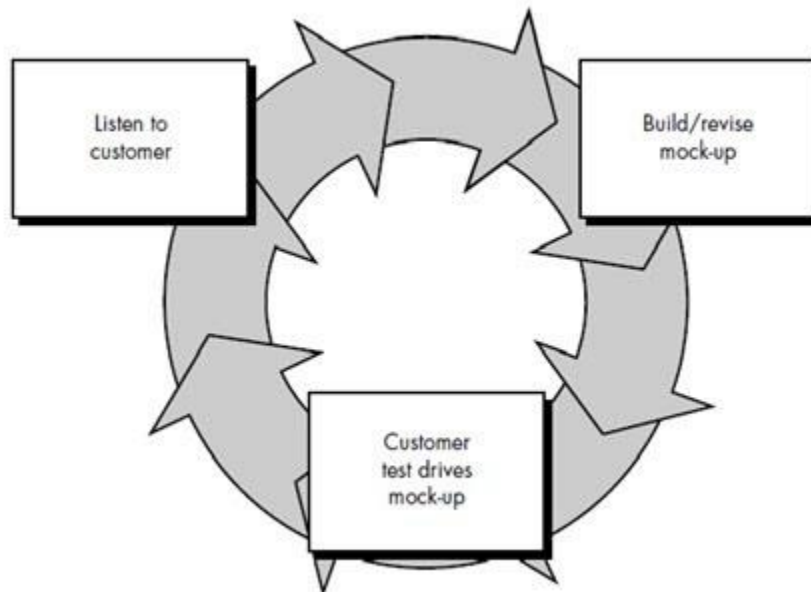 Listen to
customer
Build/revise
mock-up
Customer
test drives
mock-up